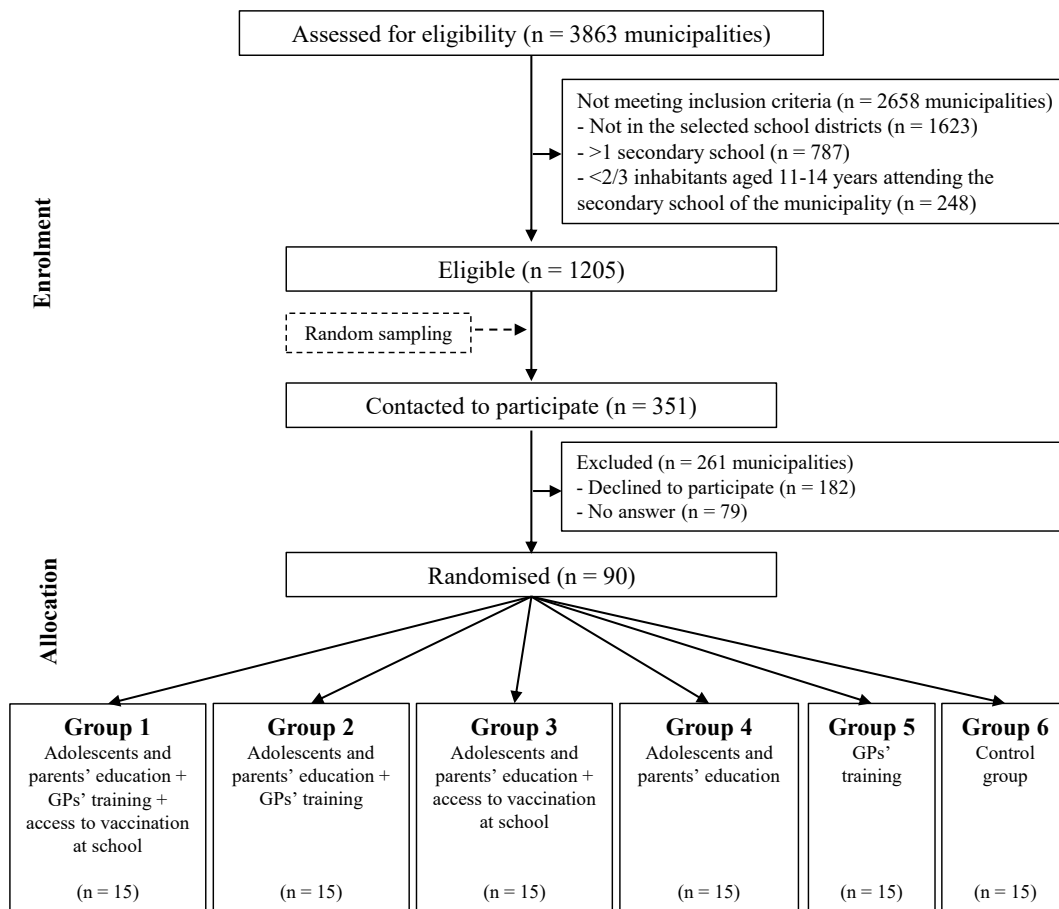 Assessed for eligibility (n = 3863 municipalities)
Not meeting inclusion criteria (n = 2658 municipalities)
- Not in the selected school districts (n = 1623)
- >1 secondary school (n = 787)
- <2/3 inhabitants aged 11-14 years attending the
secondary school of the municipality (n = 248)
Enrolment
Eligible (n = 1205)
Random sampling
Contacted to participate (n = 351)
Excluded (n = 261 municipalities)
- Declined to participate (n = 182)
- No answer (n = 79)
Allocation
Randomised (n = 90)
Group 1
Adolescents and
parents’ education +
GPs’ training +
access to vaccination
at school
(n = 15)
Group 2
Adolescents and
parents’ education +
GPs’ training
(n = 15)
Group 3
Adolescents and
parents’ education +
access to vaccination
at school
(n = 15)
Group 4
Adolescents and
parents’ education
(n = 15)
Group 5
GPs’
training
(n = 15)
Group 6
Control
group
(n = 15)